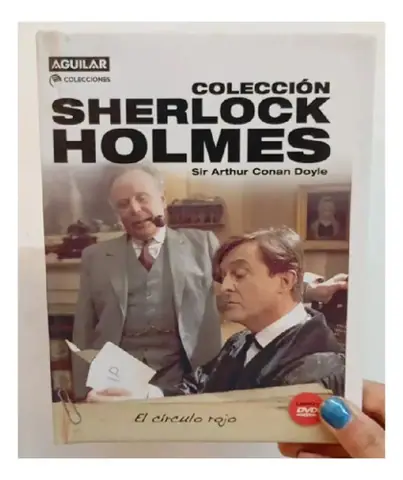 AGUILAR
COLECCIONES
COLECCIÓN
SHERLOCK
HOLMES
Sir Arthur Conan Doyle
El círculo rojo
DVD